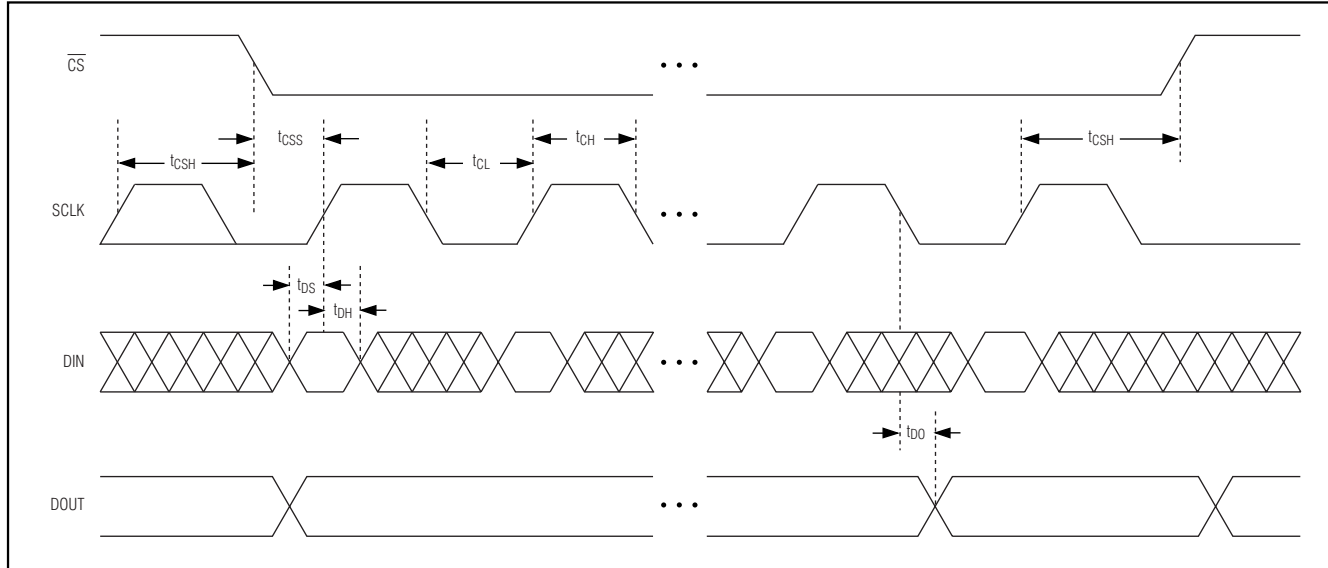 CS
• • •
tCSS
tCH
tCSH
tCL
tCSH
SCLK
• • •
tDS
tDH
DIN
• • •
tDO
DOUT
• • •